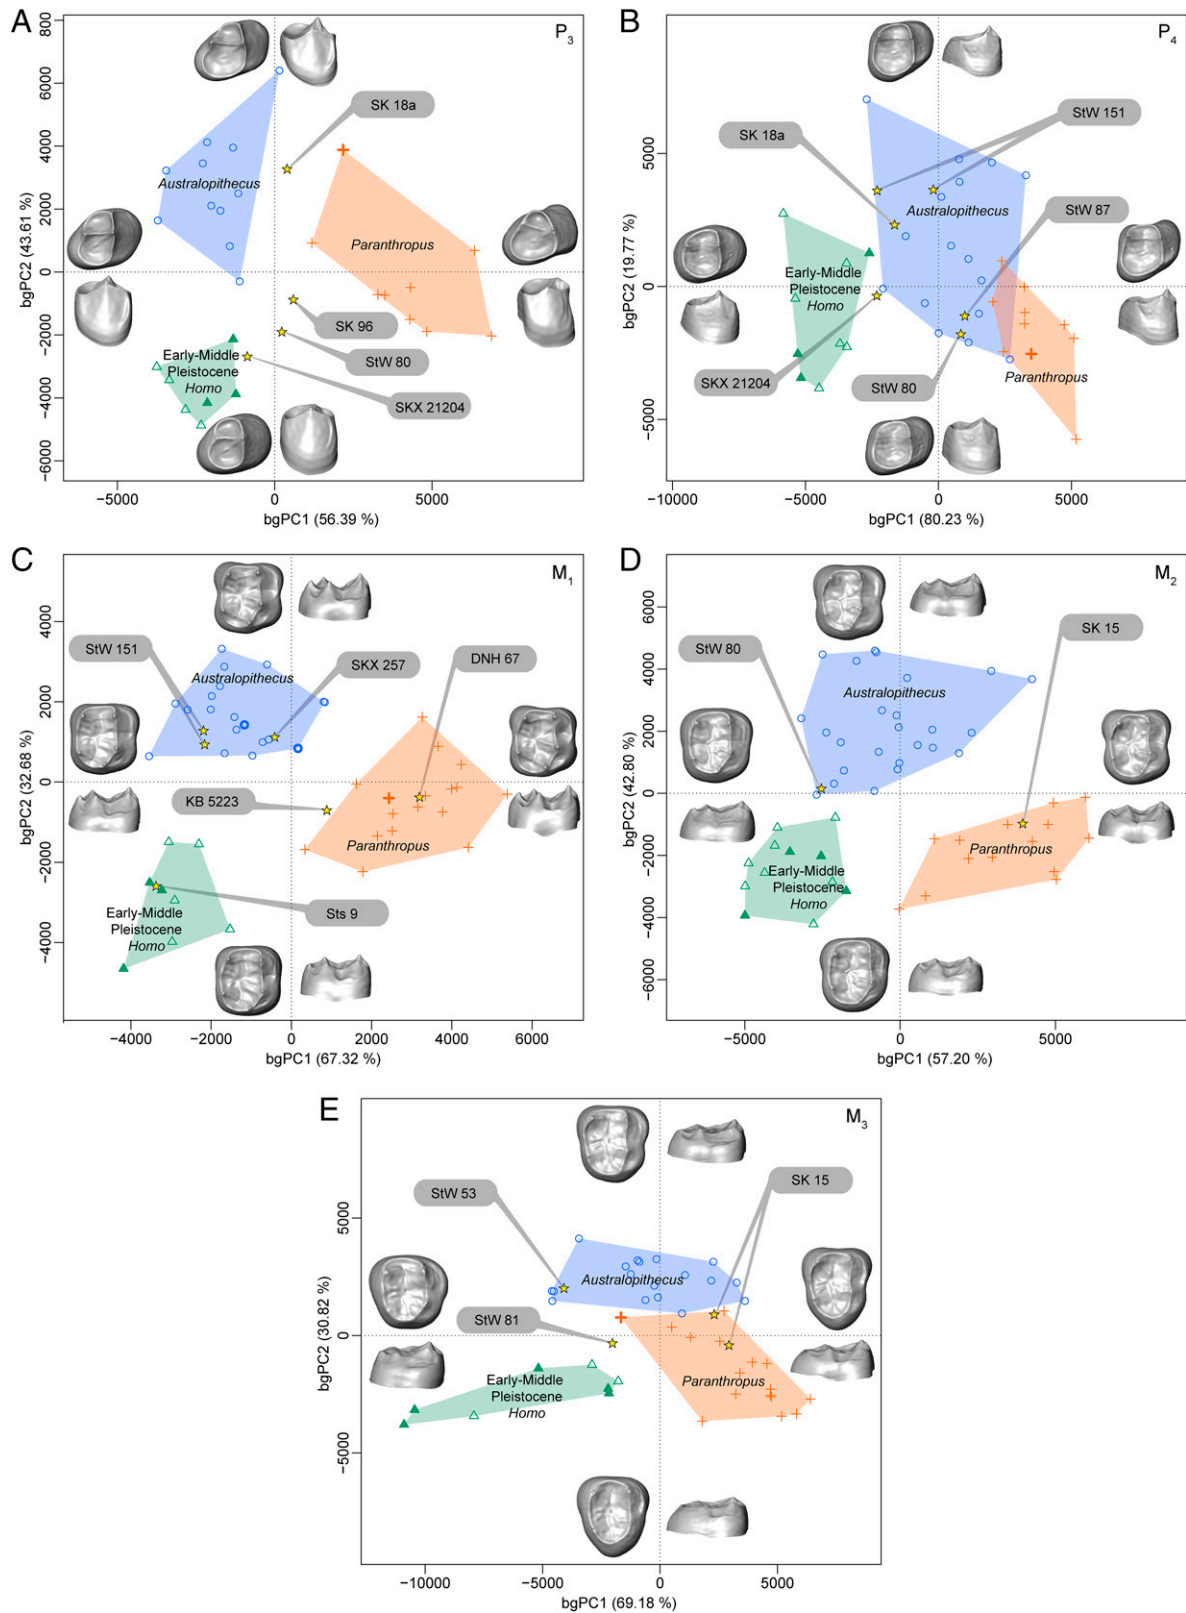 A
P3
8000
6000
4000
2000
0
−2000
−4000
−6000
bgPC2 (43.61 %)
SK 18a
Australopithecus
Paranthropus
SK 96
StW 80
Early-Middle
Pleistocene
Homo
SKX 21204
−5000
0
5000
bgPC1 (56.39 %)
B
P4
5000
0
−5000
bgPC2 (19.77 %)
StW 151
SK 18a
StW 87
Australopithecus
Early-Middle
Pleistocene
Homo
SKX 21204
StW 80
Paranthropus
−10000
−5000
0
5000
bgPC1 (80.23 %)
C
M1
4000
2000
0
−2000
−4000
bgPC2 (32.68 %)
StW 151
Australopithecus
SKX 257
DNH 67
KB 5223
Paranthropus
Early-Middle
Pleistocene
Homo
Sts 9
−4000
−2000
0
2000
4000
6000
bgPC1 (67.32 %)
D
M2
6000
4000
2000
0
−2000
−4000
−6000
bgPC2 (42.80 %)
StW 80
SK 15
Australopithecus
Paranthropus
Early-Middle
Pleistocene
Homo
−5000
0
5000
bgPC1 (57.20 %)
E
M3
5000
0
−5000
bgPC2 (30.82 %)
StW 53
SK 15
Australopithecus
StW 81
Early-Middle
Pleistocene
Homo
Paranthropus
−10000
−5000
0
5000
bgPC1 (69.18 %)